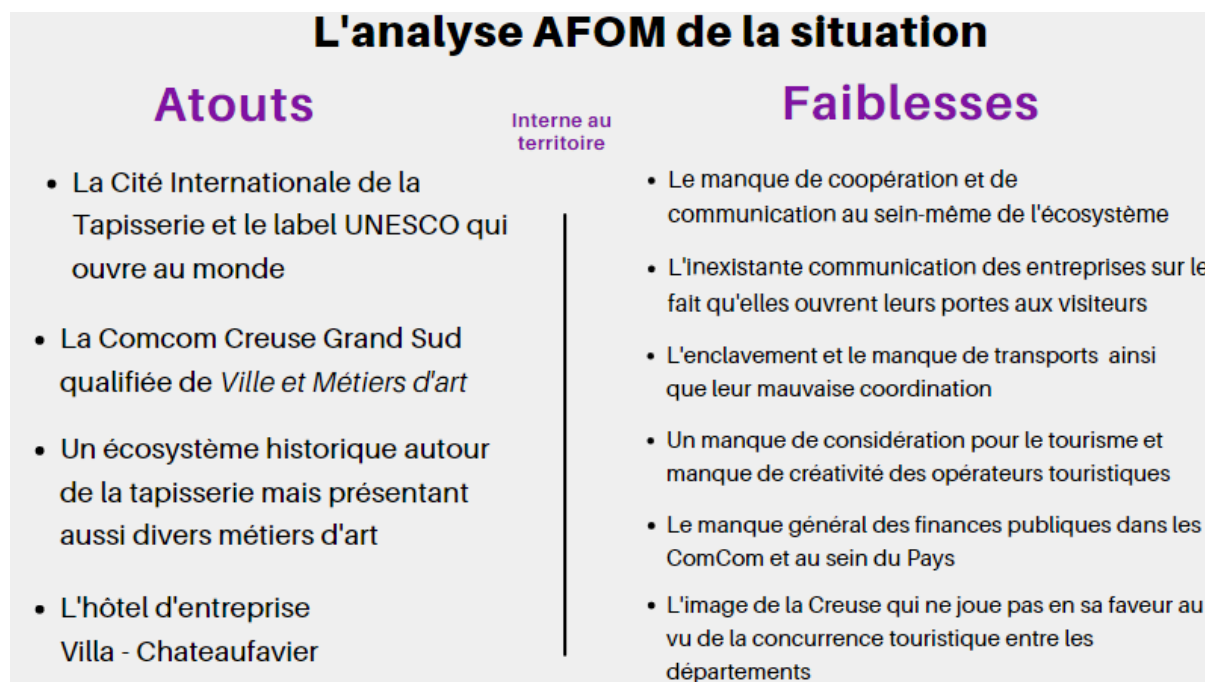 L'analyse AFOM de la situation
Atouts
Interne au
territoire
Faiblesses
• La Cité Internationale de la
Tapisserie et le label UNESCO qui
ouvre au monde
• La Comcom Creuse Grand Sud
qualifiée de Ville et Métiers d'art
• Un écosystème historique autour
de la tapisserie mais présentant
aussi divers métiers d'art
• L'hôtel d'entreprise
Villa - Chateaufavier
• Le manque de coopération et de
communication au sein-même de l'écosystème
• L'inexistante communication des entreprises sur le
fait qu'elles ouvrent leurs portes aux visiteurs
• L'enclavement et le manque de transports ainsi
que leur mauvaise coordination
• Un manque de considération pour le tourisme et
manque de créativité des opérateurs touristiques
• Le manque général des finances publiques dans les
ComCom et au sein du Pays
• L'image de la Creuse qui ne joue pas en sa faveur au
vu de la concurrence touristique entre les
départements